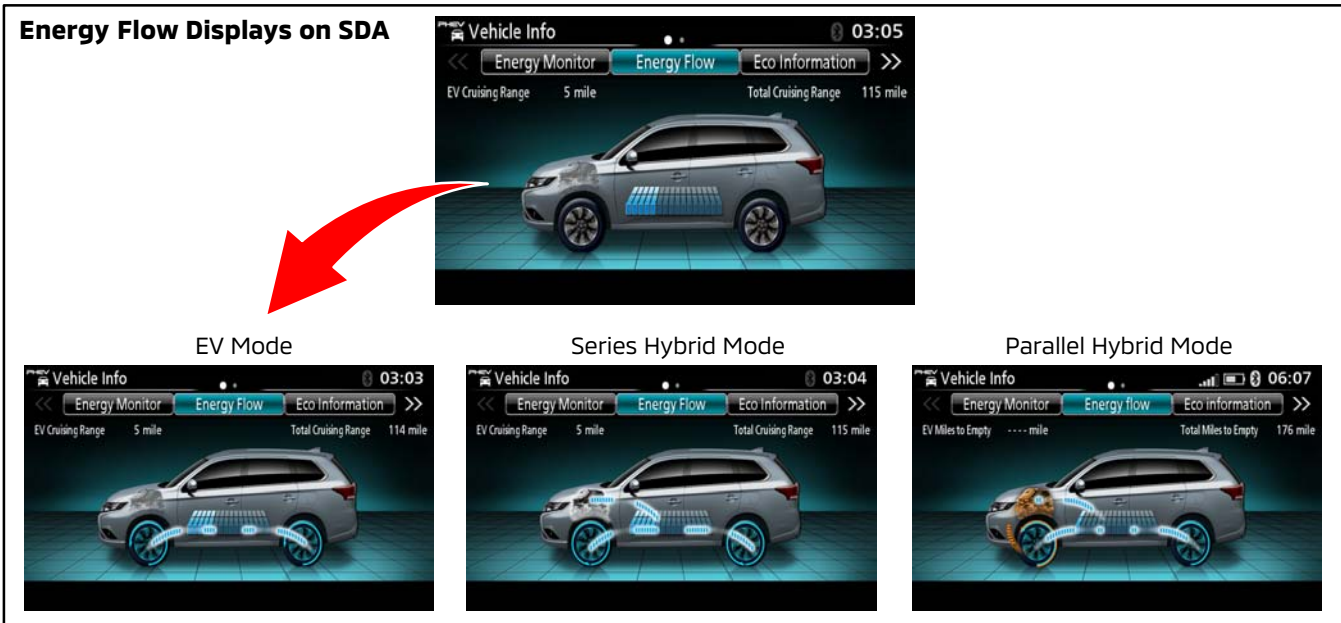 Energy Flow Displays on SDA
PHEV
Vehicle Info 03:05
<< Energy Monitor Energy Flow Eco Information >>
EV Cruising Range 5 mile Total Cruising Range 115 mile
EV Mode
Series Hybrid Mode
Parallel Hybrid Mode
PHEV
Vehicle Info 03:03
<< Energy Monitor Energy Flow Eco Information >>
EV Cruising Range 5 mile Total Cruising Range 114 mile
PHEV
Vehicle Info 03:04
<< Energy Monitor Energy Flow Eco Information >>
EV Cruising Range 5 mile Total Cruising Range 115 mile
PHEV
Vehicle Info 06:07
<< Energy Monitor Energy flow Eco information >>
EV Miles to Empty ---- mile Total Miles to Empty 176 mile